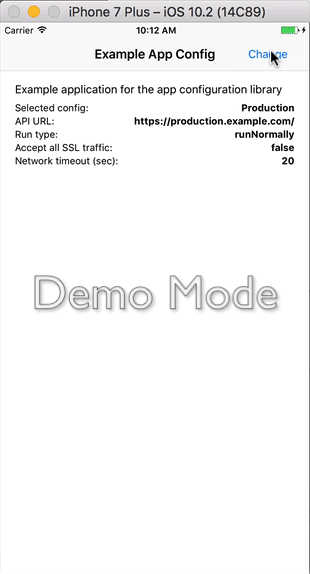 iPhone 7 Plus – iOS 10.2 (14C89)
Carrier 10:12 AM
Example App Config Change
Example application for the app configuration library
Selected config: Production
API URL: https://production.example.com/
Run type: runNormally
Accept all SSL traffic: false
Network timeout (sec): 20
Demo Mode